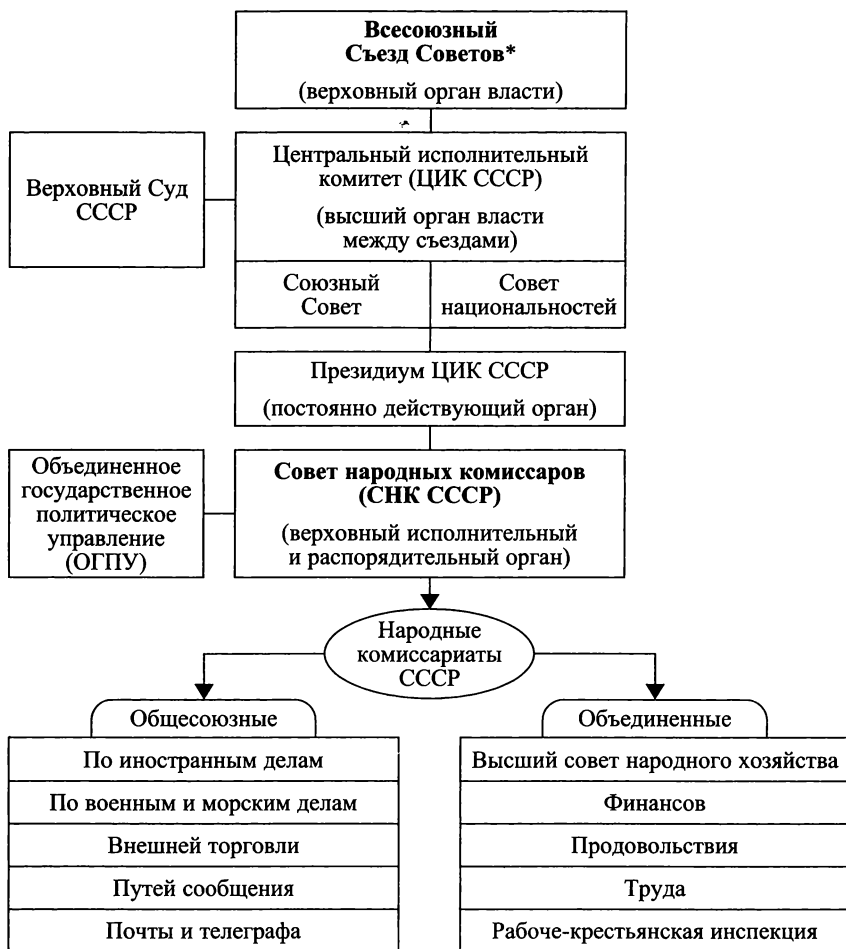 Всесоюзный
Съезд Советов*
(верховный орган власти)
Верховный Суд
СССР
Центральный исполнительный
комитет (ЦИК СССР)
(высший орган власти
между съездами)
Союзный
Совет
Совет
национальностей
Президиум ЦИК СССР
(постоянно действующий орган)
Объединенное
государственное
политическое
управление
(ОГПУ)
Совет народных комиссаров
(СНК СССР)
(верховный исполнительный
и распорядительный орган)
Народные
комиссариаты
СССР
Общесоюзные
По иностранным делам
По военным и морским делам
Внешней торговли
Путей сообщения
Почты и телеграфа
Объединенные
Высший совет народного хозяйства
Финансов
Продовольствия
Труда
Рабоче-крестьянская инспекция